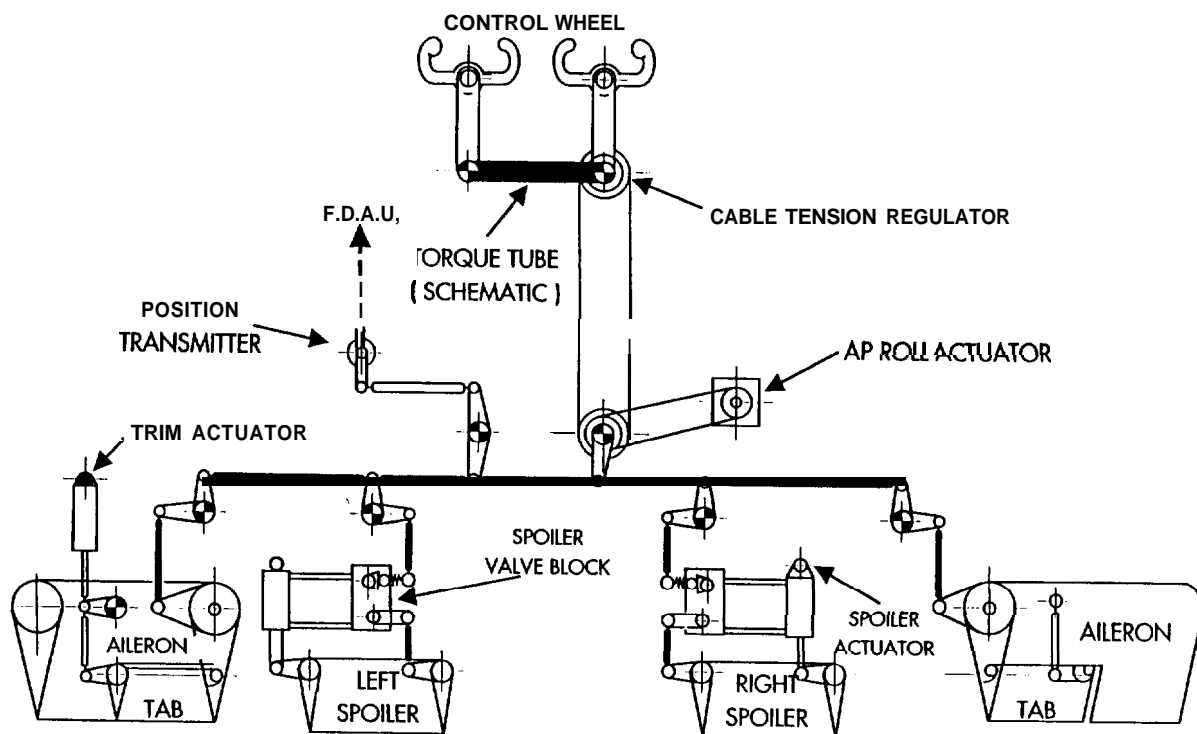 CONTROL WHEEL
F.D.A.U,
CABLE TENSION REGULATOR
TORQUE TUBE
( SCHEMATIC )
POSITION
TRANSMITTER
AP ROLL ACTUATOR
, TRIM ACTUATOR
SPOILER
VALVE BLOCK
SPOILER
ACTUATOR
AILERON
AILERON
LEFT
SPOILER
RIGHT
SPOILER
TAB
TAB